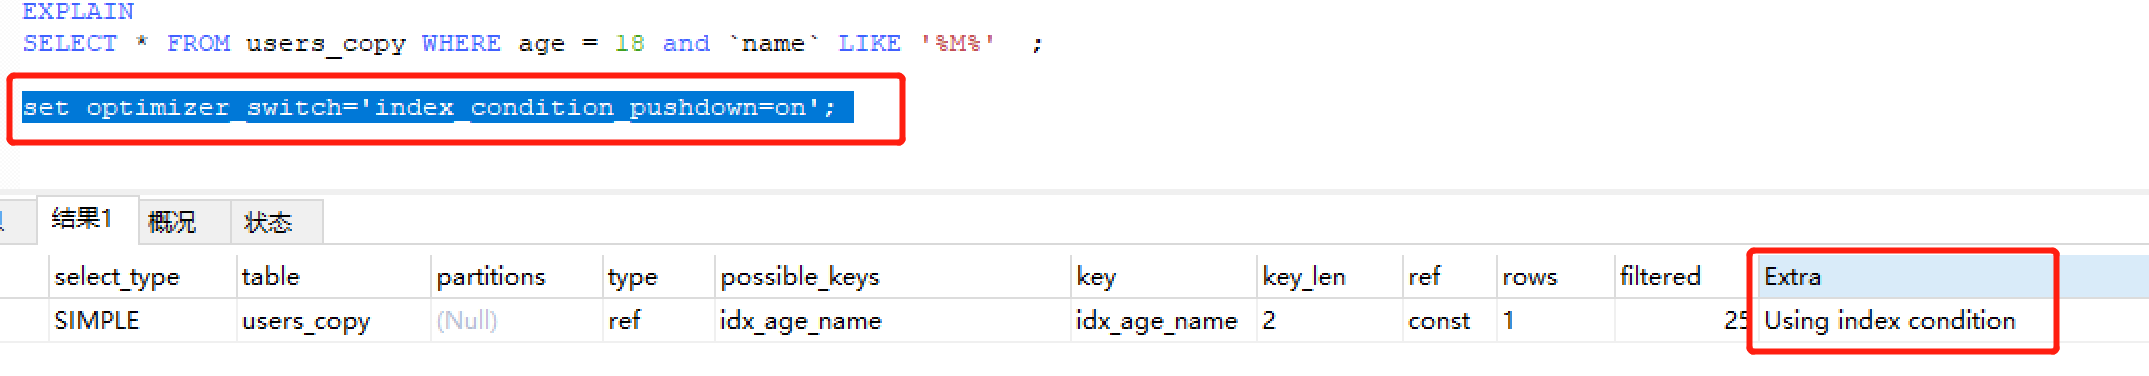 EXPLAIN
SELECT * FROM users_copy WHERE age = 18 and `name` LIKE '%M%' ;
set optimizer_switch='index_condition_pushdown=on';
结果1 概况 状态
select_type table partitions type possible_keys key key_len ref rows filtered Extra
SIMPLE users_copy (Null) ref idx_age_name idx_age_name 2 const 1 25 Using index condition